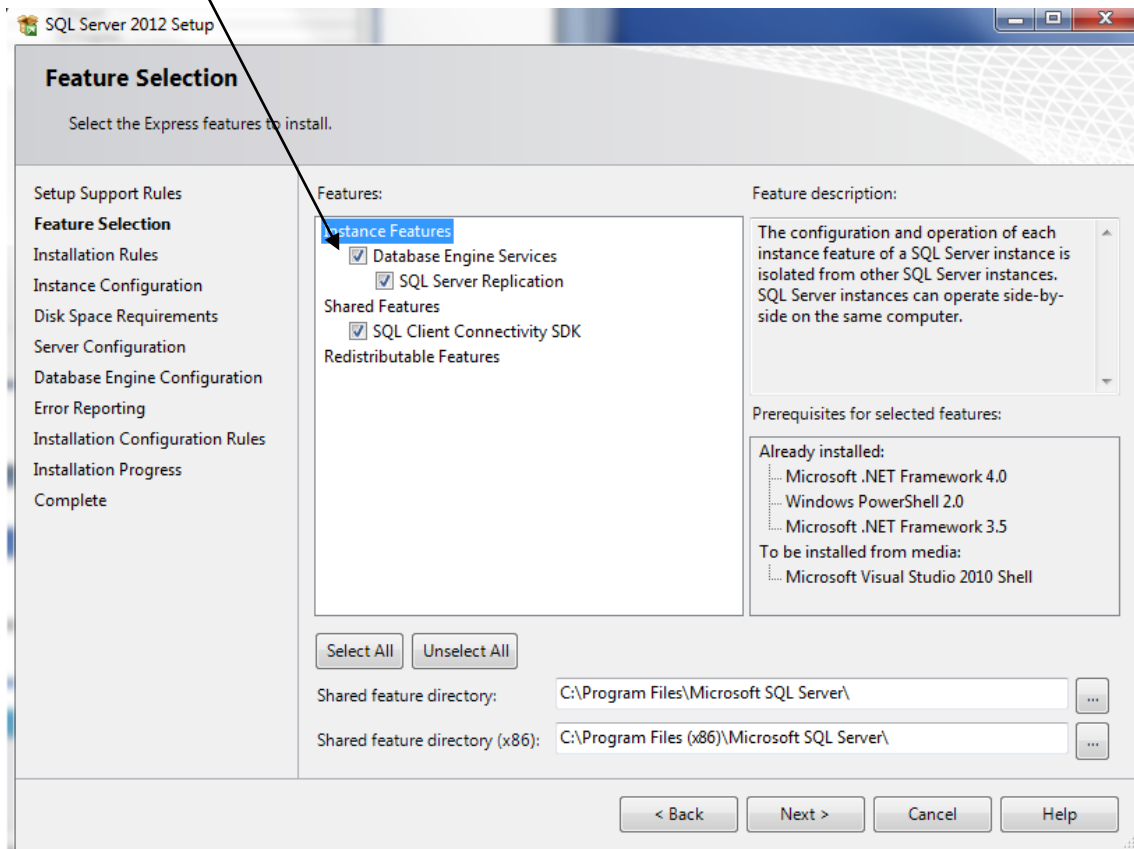 SQL Server 2012 Setup
Feature Selection
Select the Express features to install.
Setup Support Rules
Feature Selection
Installation Rules
Instance Configuration
Disk Space Requirements
Server Configuration
Database Engine Configuration
Error Reporting
Installation Configuration Rules
Installation Progress
Complete
Features:
Instance Features
Database Engine Services
SQL Server Replication
Shared Features
SQL Client Connectivity SDK
Redistributable Features
Feature description:
The configuration and operation of each
instance feature of a SQL Server instance is
isolated from other SQL Server instances.
SQL Server instances can operate side-by-
side on the same computer.
Prerequisites for selected features:
Already installed:
Microsoft .NET Framework 4.0
Windows PowerShell 2.0
Microsoft .NET Framework 3.5
To be installed from media:
Microsoft Visual Studio 2010 Shell
Select All
Unselect All
Shared feature directory:
C:\Program Files\Microsoft SQL Server\
...
Shared feature directory (x86):
C:\Program Files (x86)\Microsoft SQL Server\
...
< Back
Next >
Cancel
Help